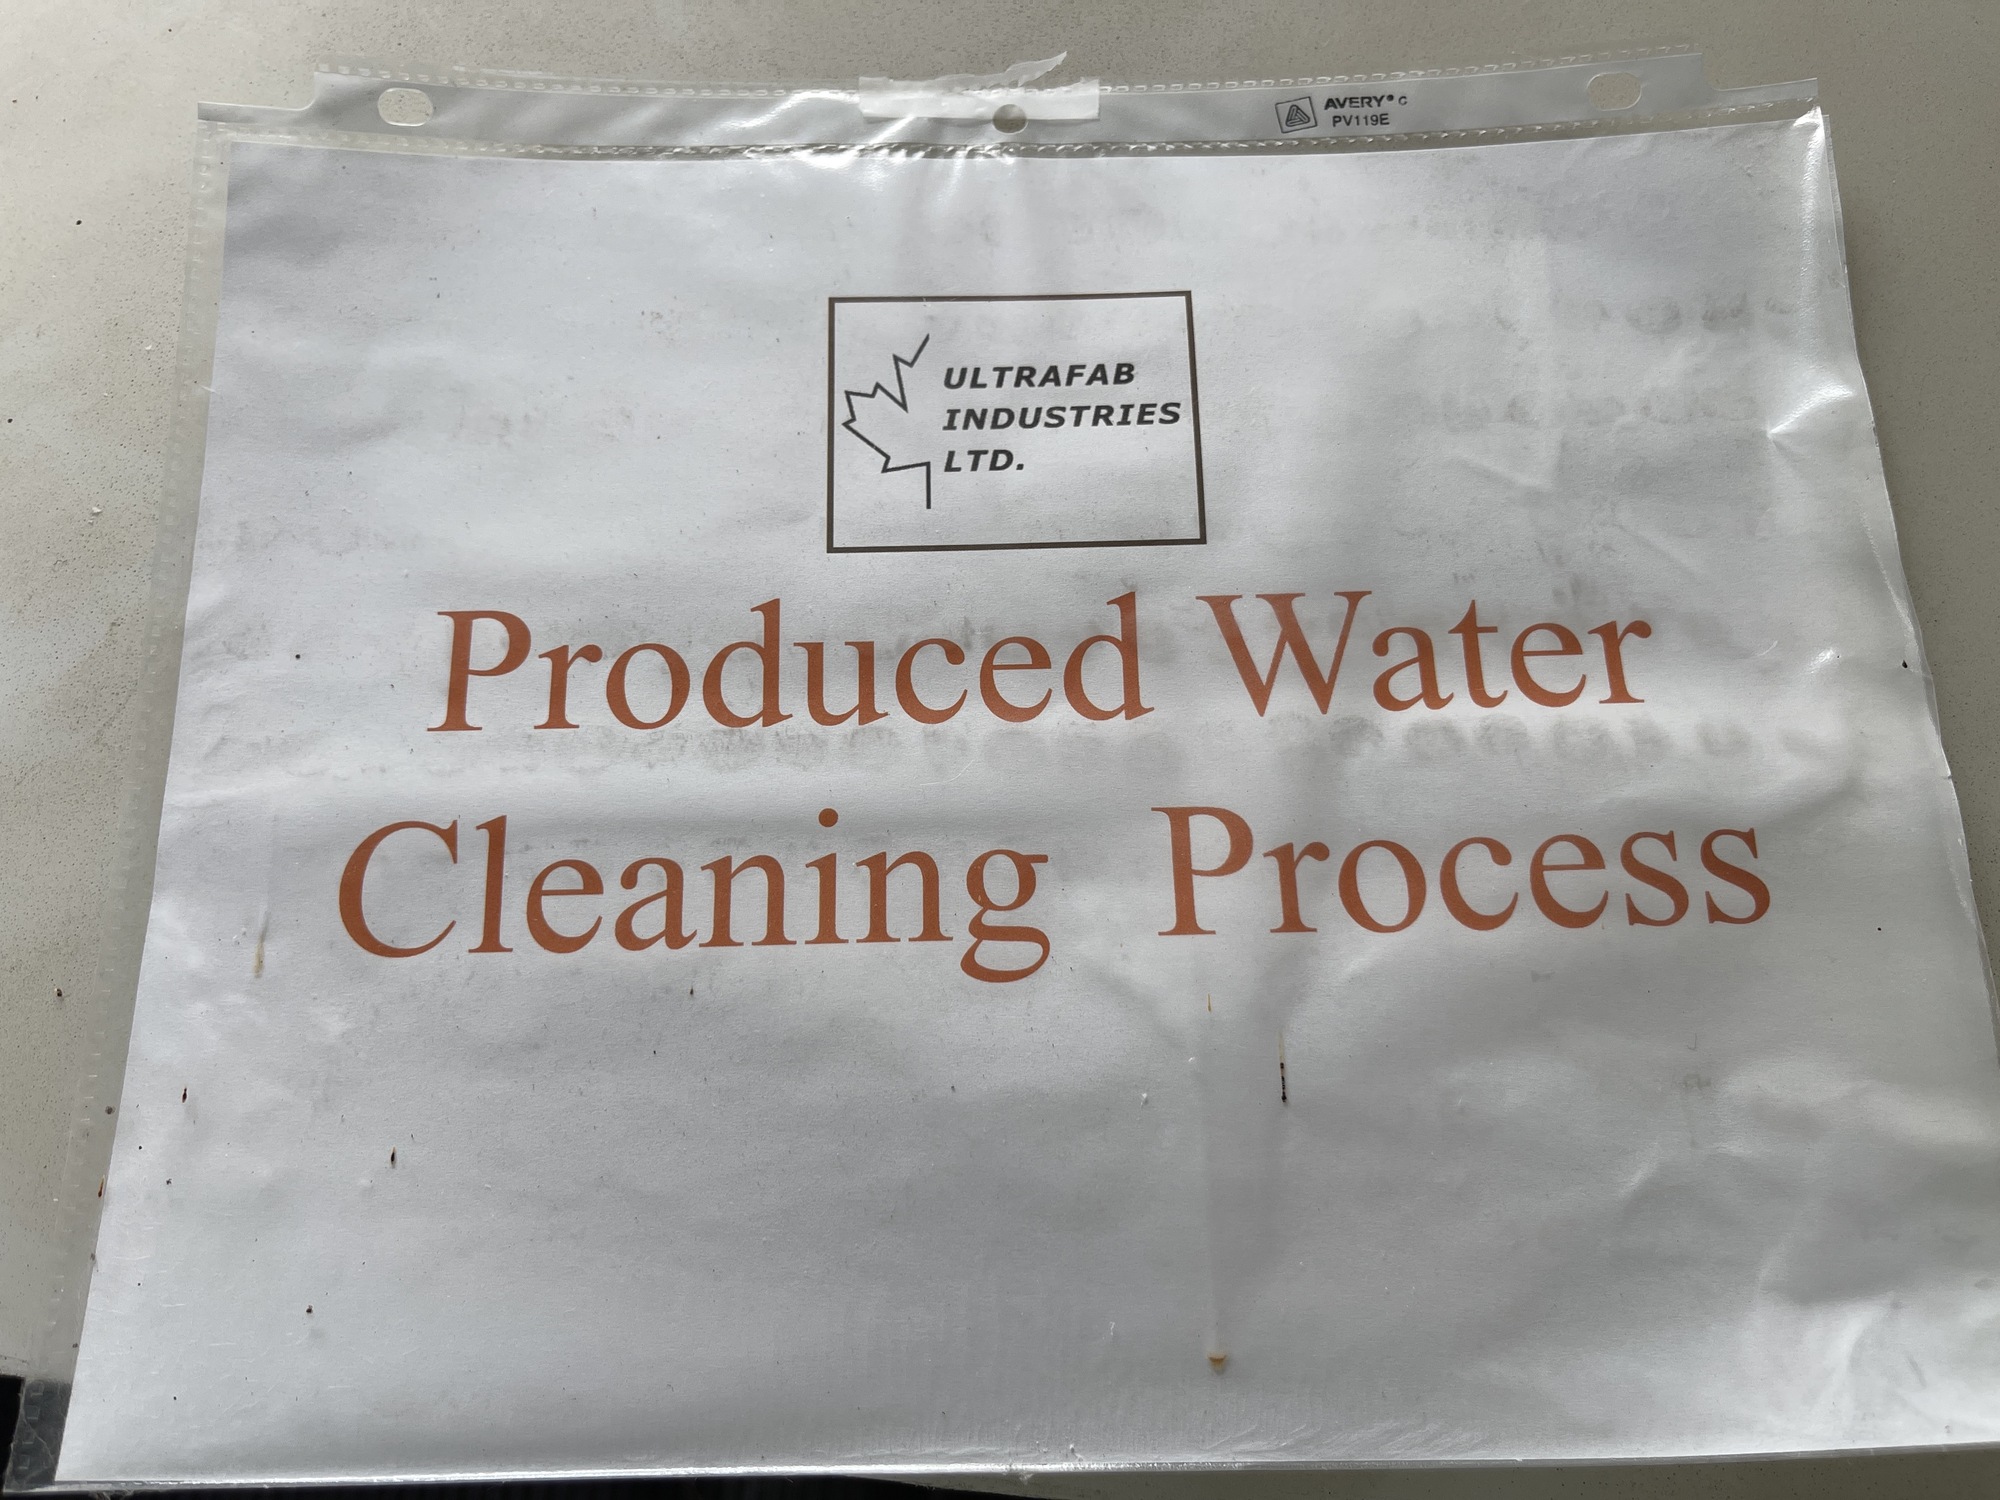 AVERY® C
PV119E
ULTRAFAB
INDUSTRIES
LTD.
Produced Water
Cleaning Process